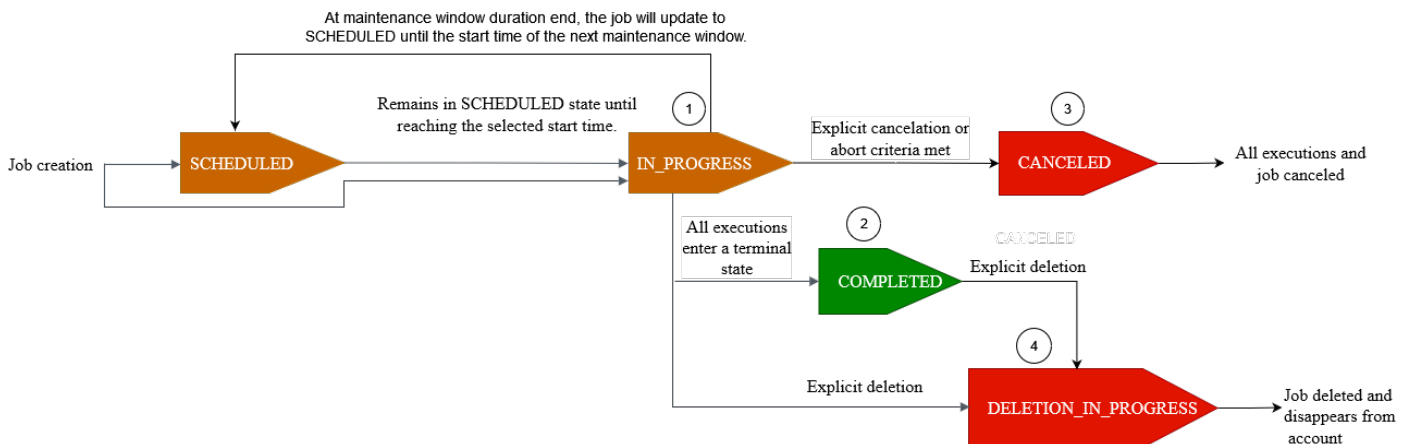 At maintenance window duration end, the job will update to
SCHEDULED until the start time of the next maintenance window.
Remains in SCHEDULED state until
reaching the selected start time.
1
3
Job creation
SCHEDULED
IN_PROGRESS
Explicit cancelation or
abort criteria met
CANCELED
All executions and
job canceled
All executions
enter a terminal
state
2
CANCELED
COMPLETED
Explicit deletion
4
Explicit deletion
DELETION_IN_PROGRESS
Job deleted and
disappears from
account